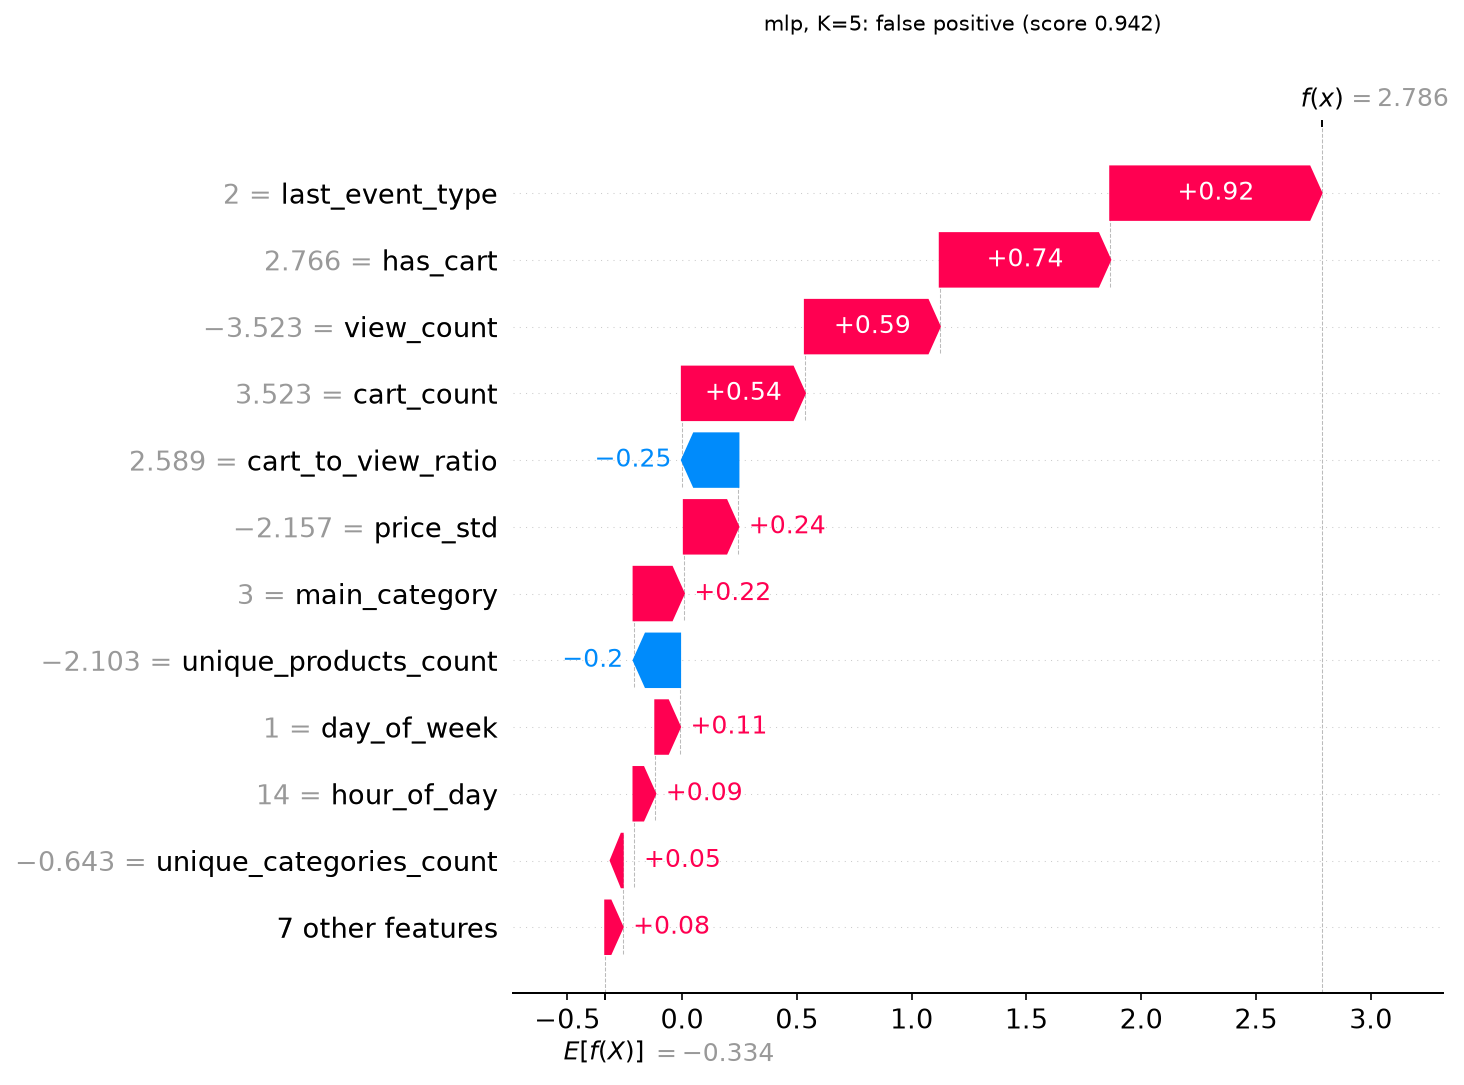 mlp, K=5: false positive (score 0.942)
f(x) = 2.786
2 = last_event_type +0.92
2.766 = has_cart +0.74
−3.523 = view_count +0.59
3.523 = cart_count +0.54
2.589 = cart_to_view_ratio −0.25
−2.157 = price_std +0.24
3 = main_category +0.22
−2.103 = unique_products_count −0.2
1 = day_of_week +0.11
14 = hour_of_day +0.09
−0.643 = unique_categories_count +0.05
7 other features +0.08
−0.5 0.0 0.5 1.0 1.5 2.0 2.5 3.0
E[f(X)] = −0.334